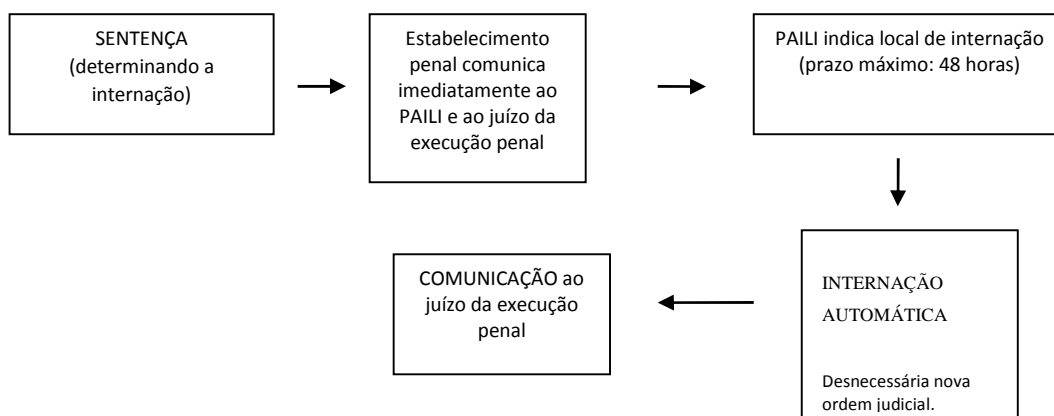 SENTENÇA
(determinando a
internação)
Estabelecimento
penal comunica
imediatamente ao
PAILI e ao juízo da
execução penal
PAILI indica local de internação
(prazo máximo: 48 horas)
INTERNAÇÃO
AUTOMÁTICA
Desnecessária nova
ordem judicial.
COMUNICAÇÃO ao
juízo da execução
penal